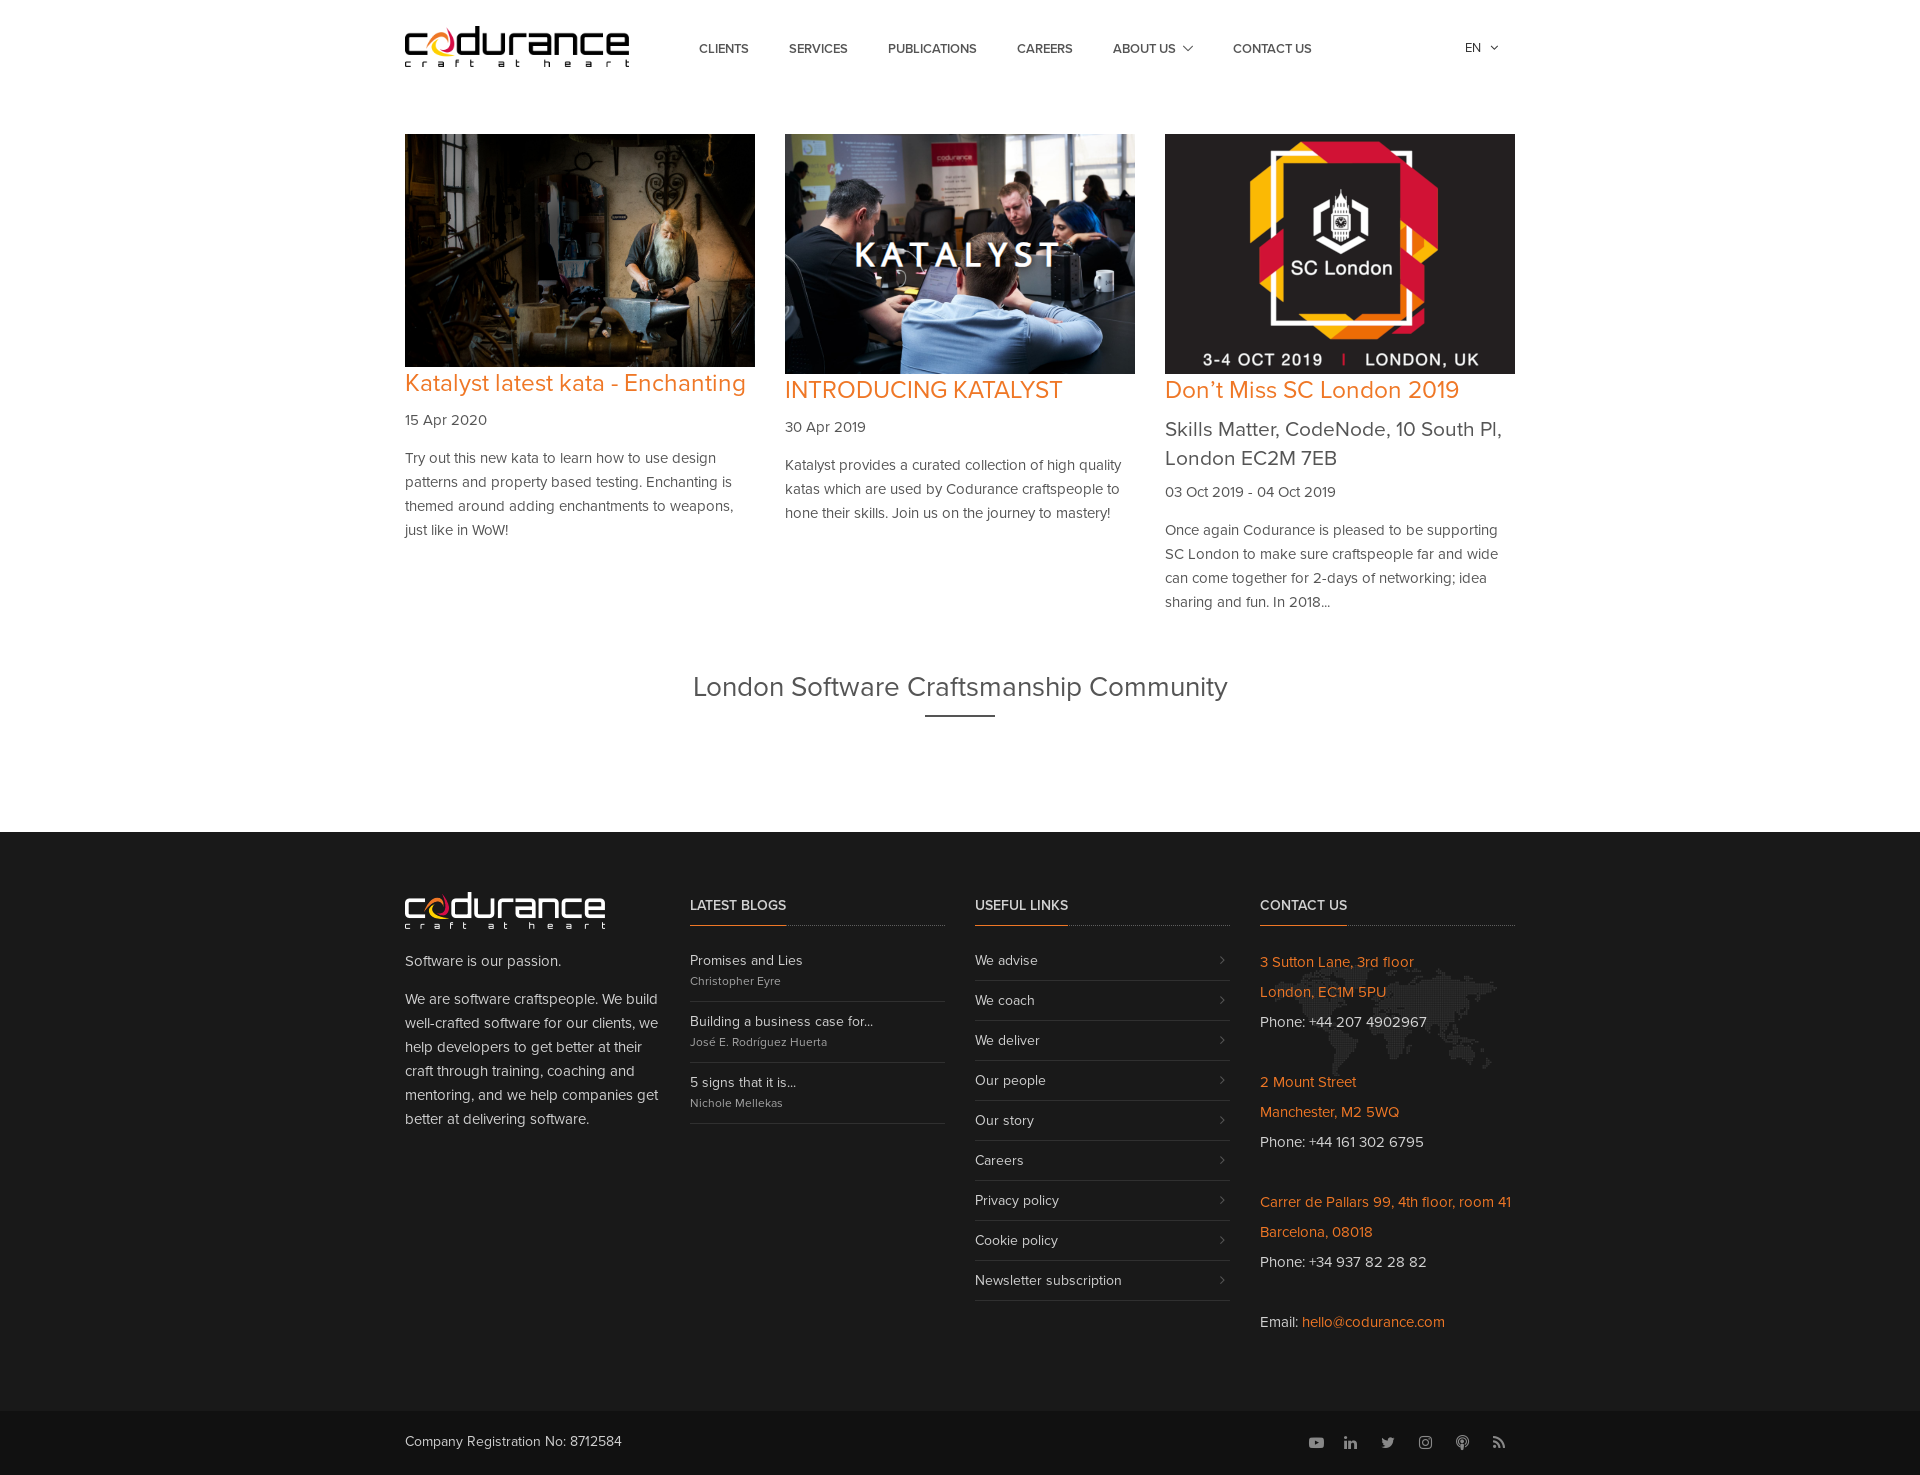 codurance
craft at heart
CLIENTS
SERVICES
PUBLICATIONS
CAREERS
ABOUT US
CONTACT US
EN
codurance
KATALYST
SC London
3-4 OCT 2019 | LONDON, UK
Katalyst latest kata - Enchanting
15 Apr 2020
Try out this new kata to learn how to use design
patterns and property based testing. Enchanting is
themed around adding enchantments to weapons,
just like in WoW!
INTRODUCING KATALYST
30 Apr 2019
Katalyst provides a curated collection of high quality
katas which are used by Codurance craftspeople to
hone their skills. Join us on the journey to mastery!
Don’t Miss SC London 2019
Skills Matter, CodeNode, 10 South Pl,
London EC2M 7EB
03 Oct 2019 - 04 Oct 2019
Once again Codurance is pleased to be supporting
SC London to make sure craftspeople far and wide
can come together for 2-days of networking; idea
sharing and fun. In 2018...
London Software Craftsmanship Community
codurance
craft at heart
Software is our passion.
We are software craftspeople. We build
well-crafted software for our clients, we
help developers to get better at their
craft through training, coaching and
mentoring, and we help companies get
better at delivering software.
LATEST BLOGS
Promises and Lies
Christopher Eyre
Building a business case for...
José E. Rodríguez Huerta
5 signs that it is...
Nichole Mellekas
USEFUL LINKS
We advise
We coach
We deliver
Our people
Our story
Careers
Privacy policy
Cookie policy
Newsletter subscription
CONTACT US
3 Sutton Lane, 3rd floor
London, EC1M 5PU
Phone: +44 207 4902967
2 Mount Street
Manchester, M2 5WQ
Phone: +44 161 302 6795
Carrer de Pallars 99, 4th floor, room 41
Barcelona, 08018
Phone: +34 937 82 28 82
Email: hello@codurance.com
Company Registration No: 8712584